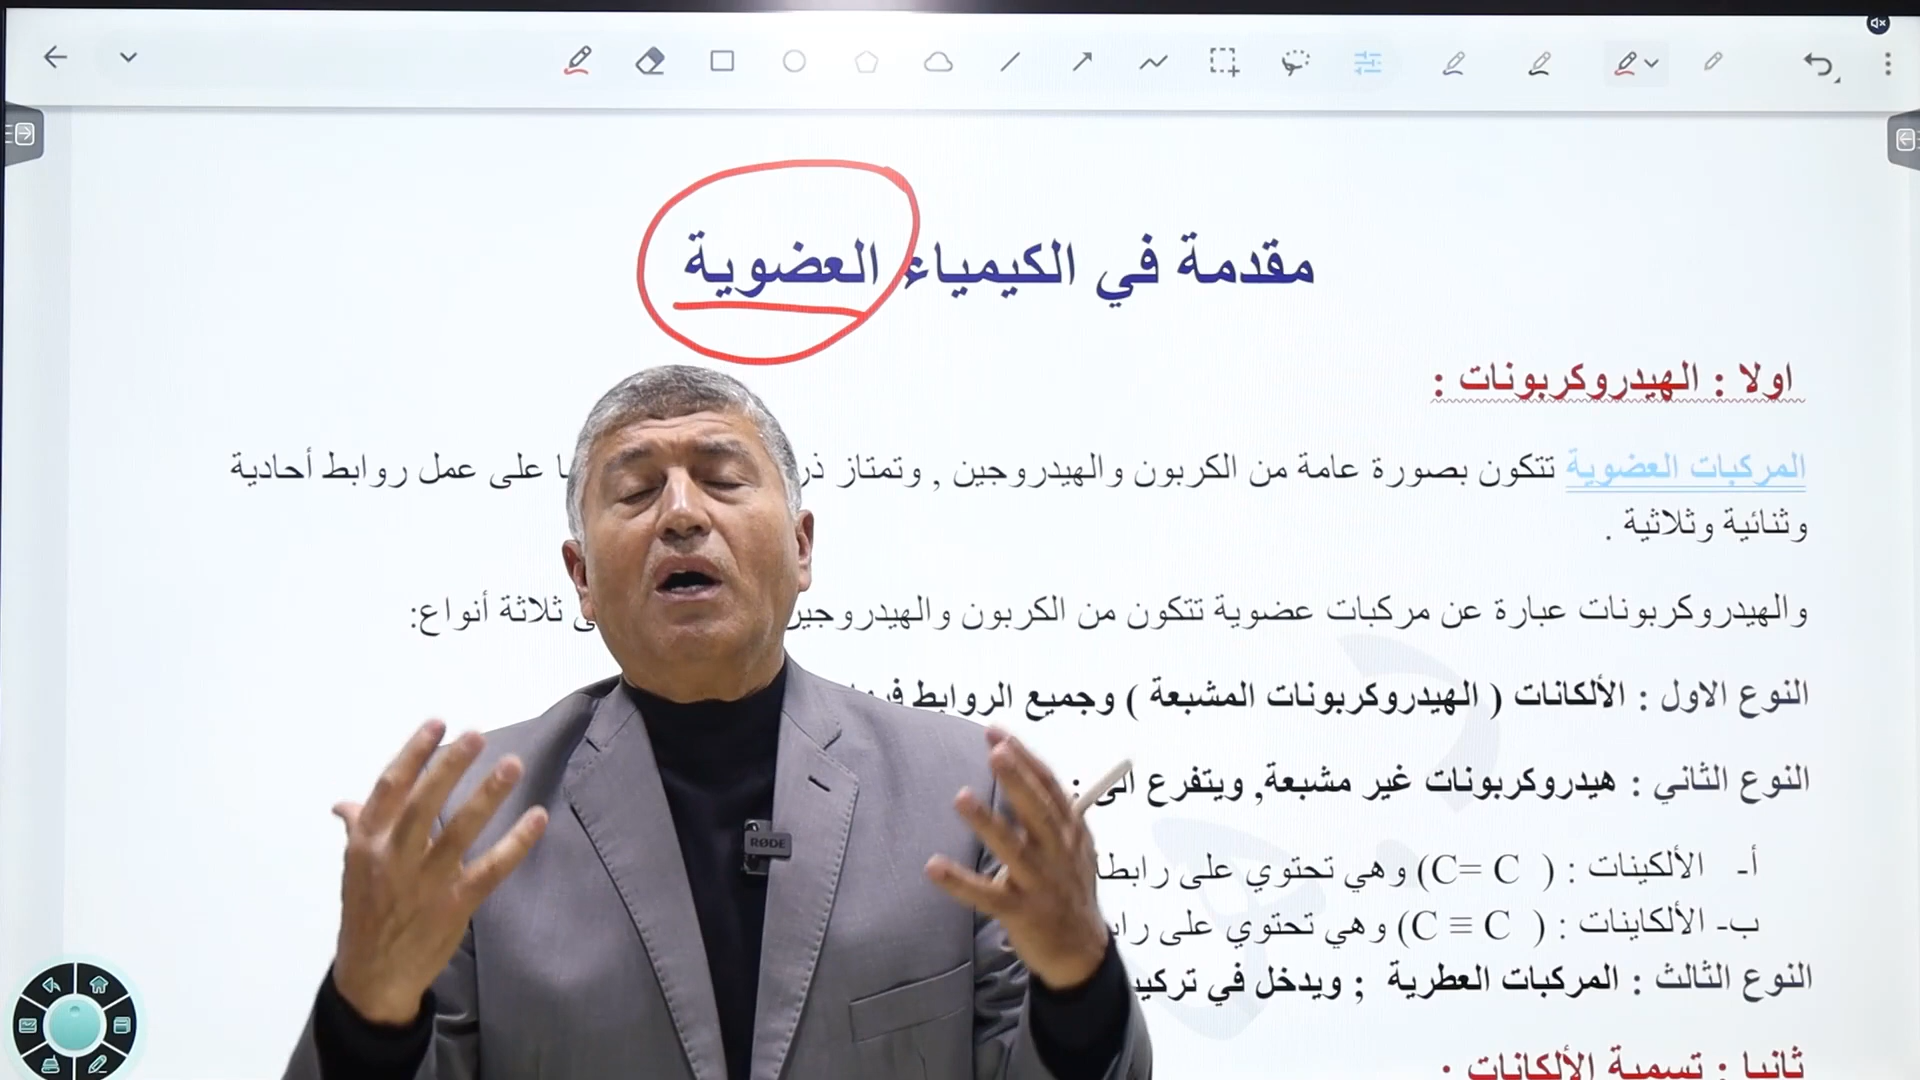 مقدمة في الكيمياء العضوية
اولا : الهيدروكربونات :
المركبات العضوية تتكون بصورة عامة من الكربون والهيدروجين , وتمتاز على عمل روابط أحادية
وثنائية وثلاثية .
والهيدروكربونات عبارة عن مركبات عضوية تتكون من الكربون والهيدروجين ثلاثة أنواع:
النوع الاول : الألكانات ( الهيدروكربونات المشبعة ) وجميع الروابط
النوع الثاني : هيدروكربونات غير مشبعة, ويتفرع الى :
أ- الألكينات : ( C= C) وهي تحتوي على رابطة
ب- الألكاينات : ( C ≡ C) وهي تحتوي على
النوع الثالث : المركبات العطرية ; ويدخل في
ثانيا : تسمية الألكانات :
RØDE